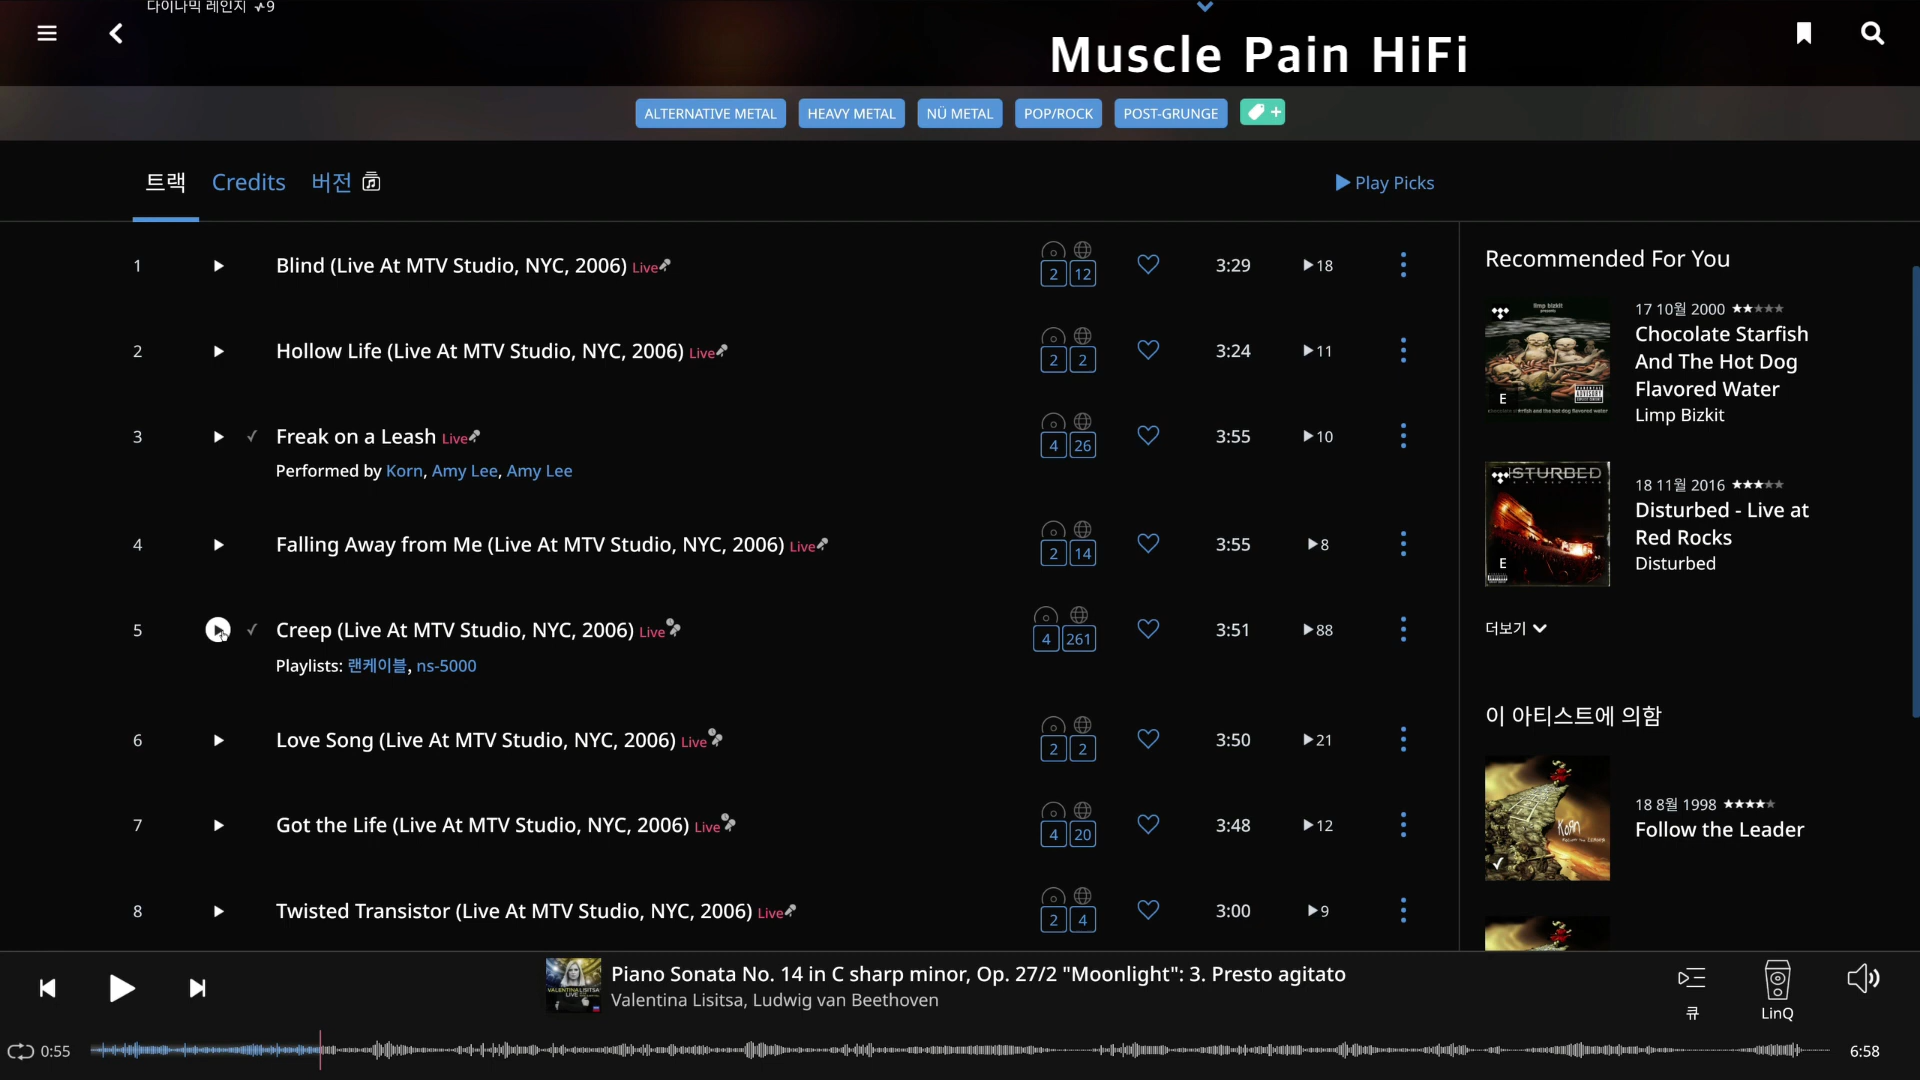 다이나믹 레인지 9
Muscle Pain HiFi
ALTERNATIVE METAL HEAVY METAL NÜ METAL POP/ROCK POST-GRUNGE +
트랙 Credits 버전 Play Picks
1 Blind (Live At MTV Studio, NYC, 2006) Live 2 12 3:29 18
2 Hollow Life (Live At MTV Studio, NYC, 2006) Live 2 2 3:24 11
3 Freak on a Leash Live 4 26 3:55 10
Performed by Korn, Amy Lee, Amy Lee
4 Falling Away from Me (Live At MTV Studio, NYC, 2006) Live 2 14 3:55 8
5 Creep (Live At MTV Studio, NYC, 2006) Live 4 261 3:51 88
Playlists: 랜케이블, ns-5000
6 Love Song (Live At MTV Studio, NYC, 2006) Live 2 2 3:50 21
7 Got the Life (Live At MTV Studio, NYC, 2006) Live 4 20 3:48 12
8 Twisted Transistor (Live At MTV Studio, NYC, 2006) Live 2 4 3:00 9
Recommended For You
limp bizkit
E
17 10월 2000
Chocolate Starfish
And The Hot Dog
Flavored Water
Limp Bizkit
DISTURBED
E
18 11월 2016
Disturbed - Live at
Red Rocks
Disturbed
더보기
이 아티스트에 의함
Korn
18 8월 1998
Follow the Leader
VALENTINA LISITSA
LIVE
Piano Sonata No. 14 in C sharp minor, Op. 27/2 "Moonlight": 3. Presto agitato
Valentina Lisitsa, Ludwig van Beethoven
큐
LinQ
0:55
6:58